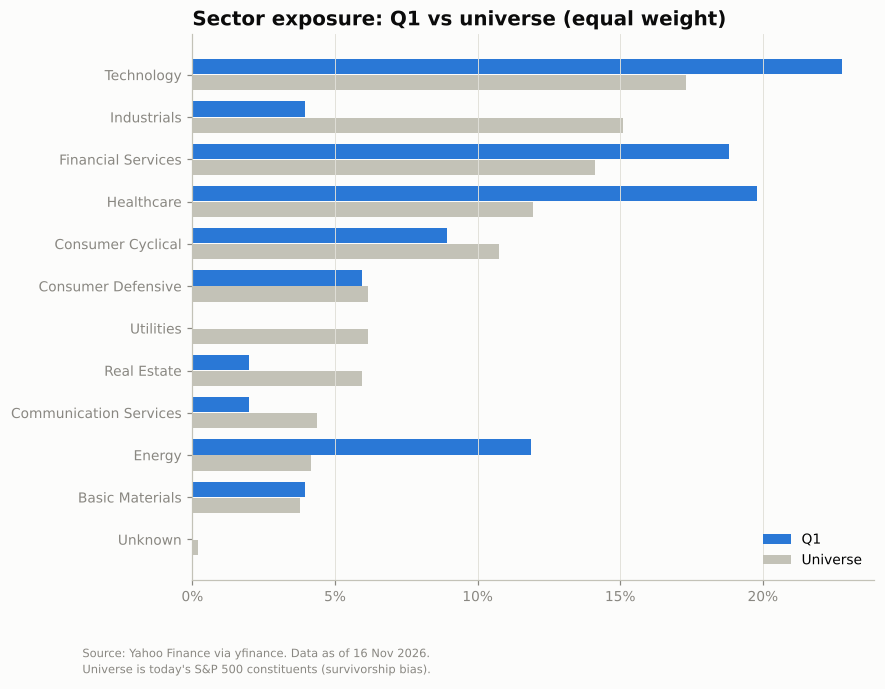 Sector exposure: Q1 vs universe (equal weight)
Technology
Industrials
Financial Services
Healthcare
Consumer Cyclical
Consumer Defensive
Utilities
Real Estate
Communication Services
Energy
Basic Materials
Unknown
Q1
Universe
0% 5% 10% 15% 20%
Source: Yahoo Finance via yfinance. Data as of 16 Nov 2026.
Universe is today's S&P 500 constituents (survivorship bias).